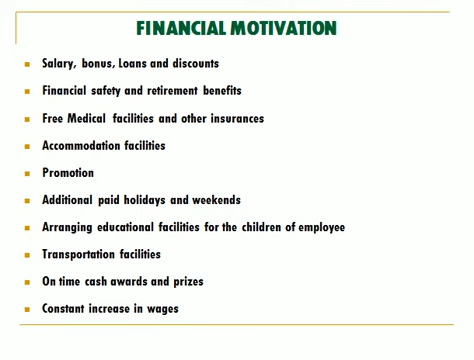 FINANCIAL MOTIVATION
Salary, bonus, Loans and discounts
Financial safety and retirement benefits
Free Medical facilities and other insurances
Accommodation facilities
Promotion
Additional paid holidays and weekends
Arranging educational facilities for the children of employee
Transportation facilities
On time cash awards and prizes
Constant increase in wages